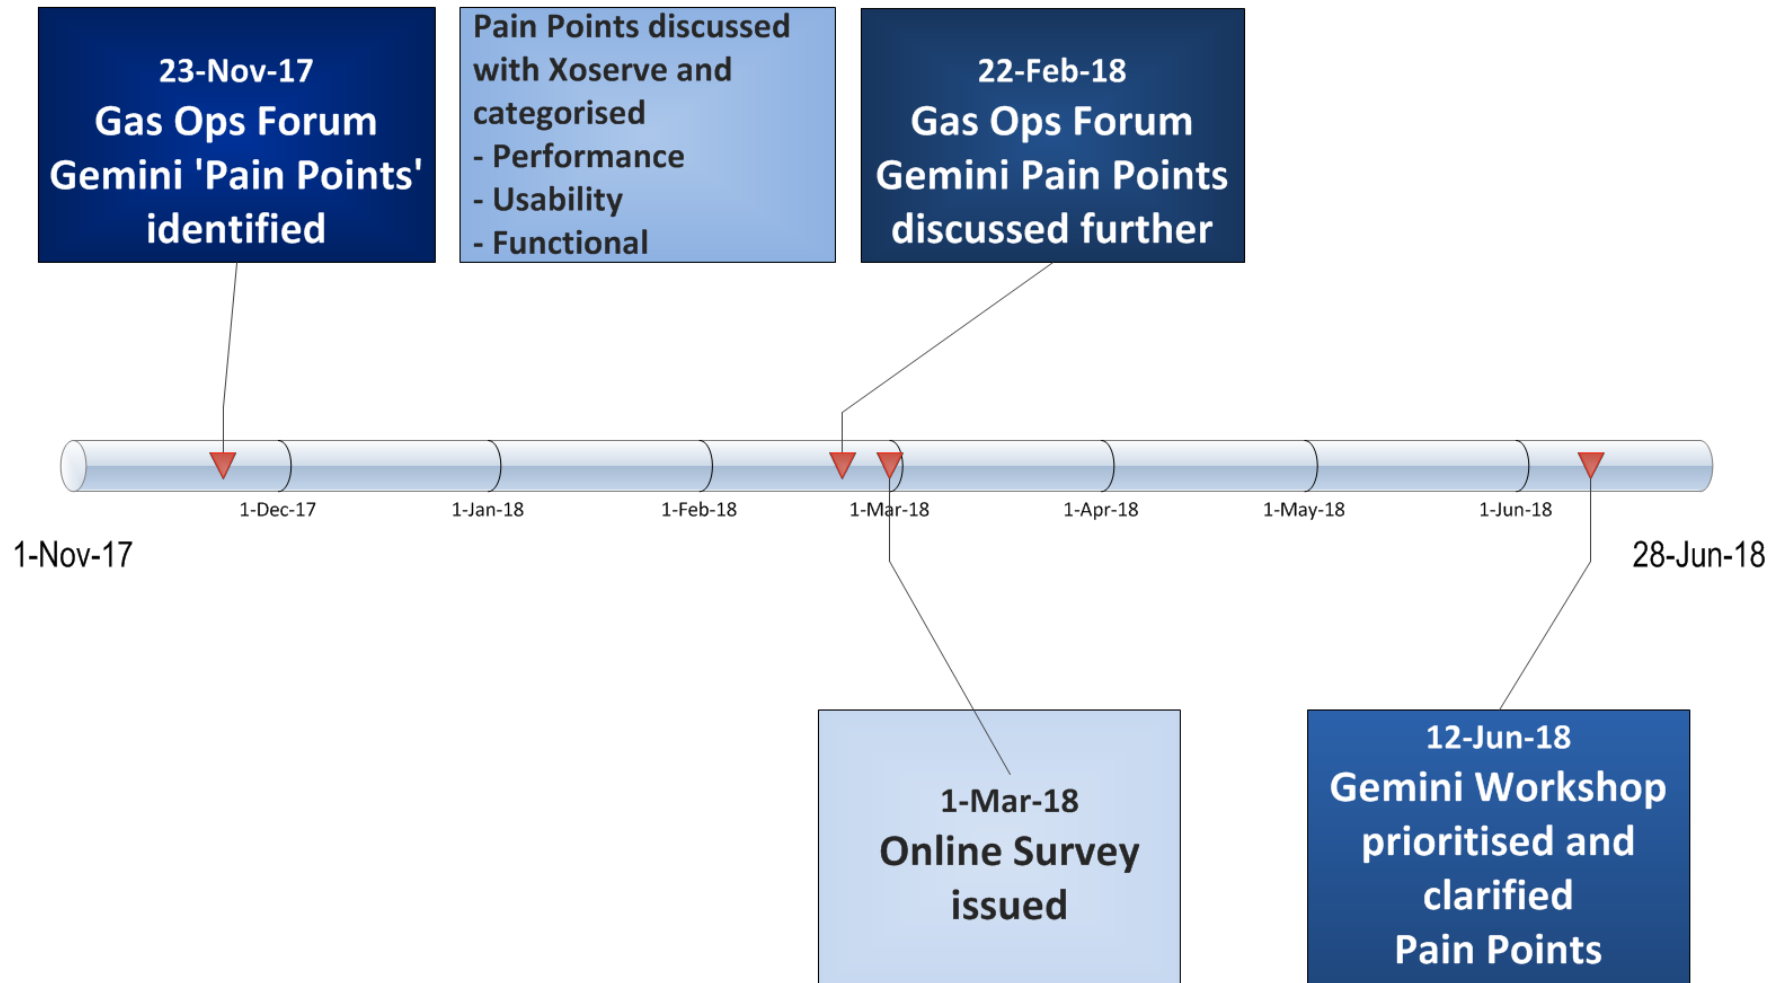 23-Nov-17
Gas Ops Forum
Gemini 'Pain Points'
identified
Pain Points discussed
with Xoserve and
categorised
- Performance
- Usability
- Functional
22-Feb-18
Gas Ops Forum
Gemini Pain Points
discussed further
1-Dec-17
1-Jan-18
1-Feb-18
1-Mar-18
1-Apr-18
1-May-18
1-Jun-18
1-Nov-17
28-Jun-18
1-Mar-18
Online Survey
issued
12-Jun-18
Gemini Workshop
prioritised and
clarified
Pain Points